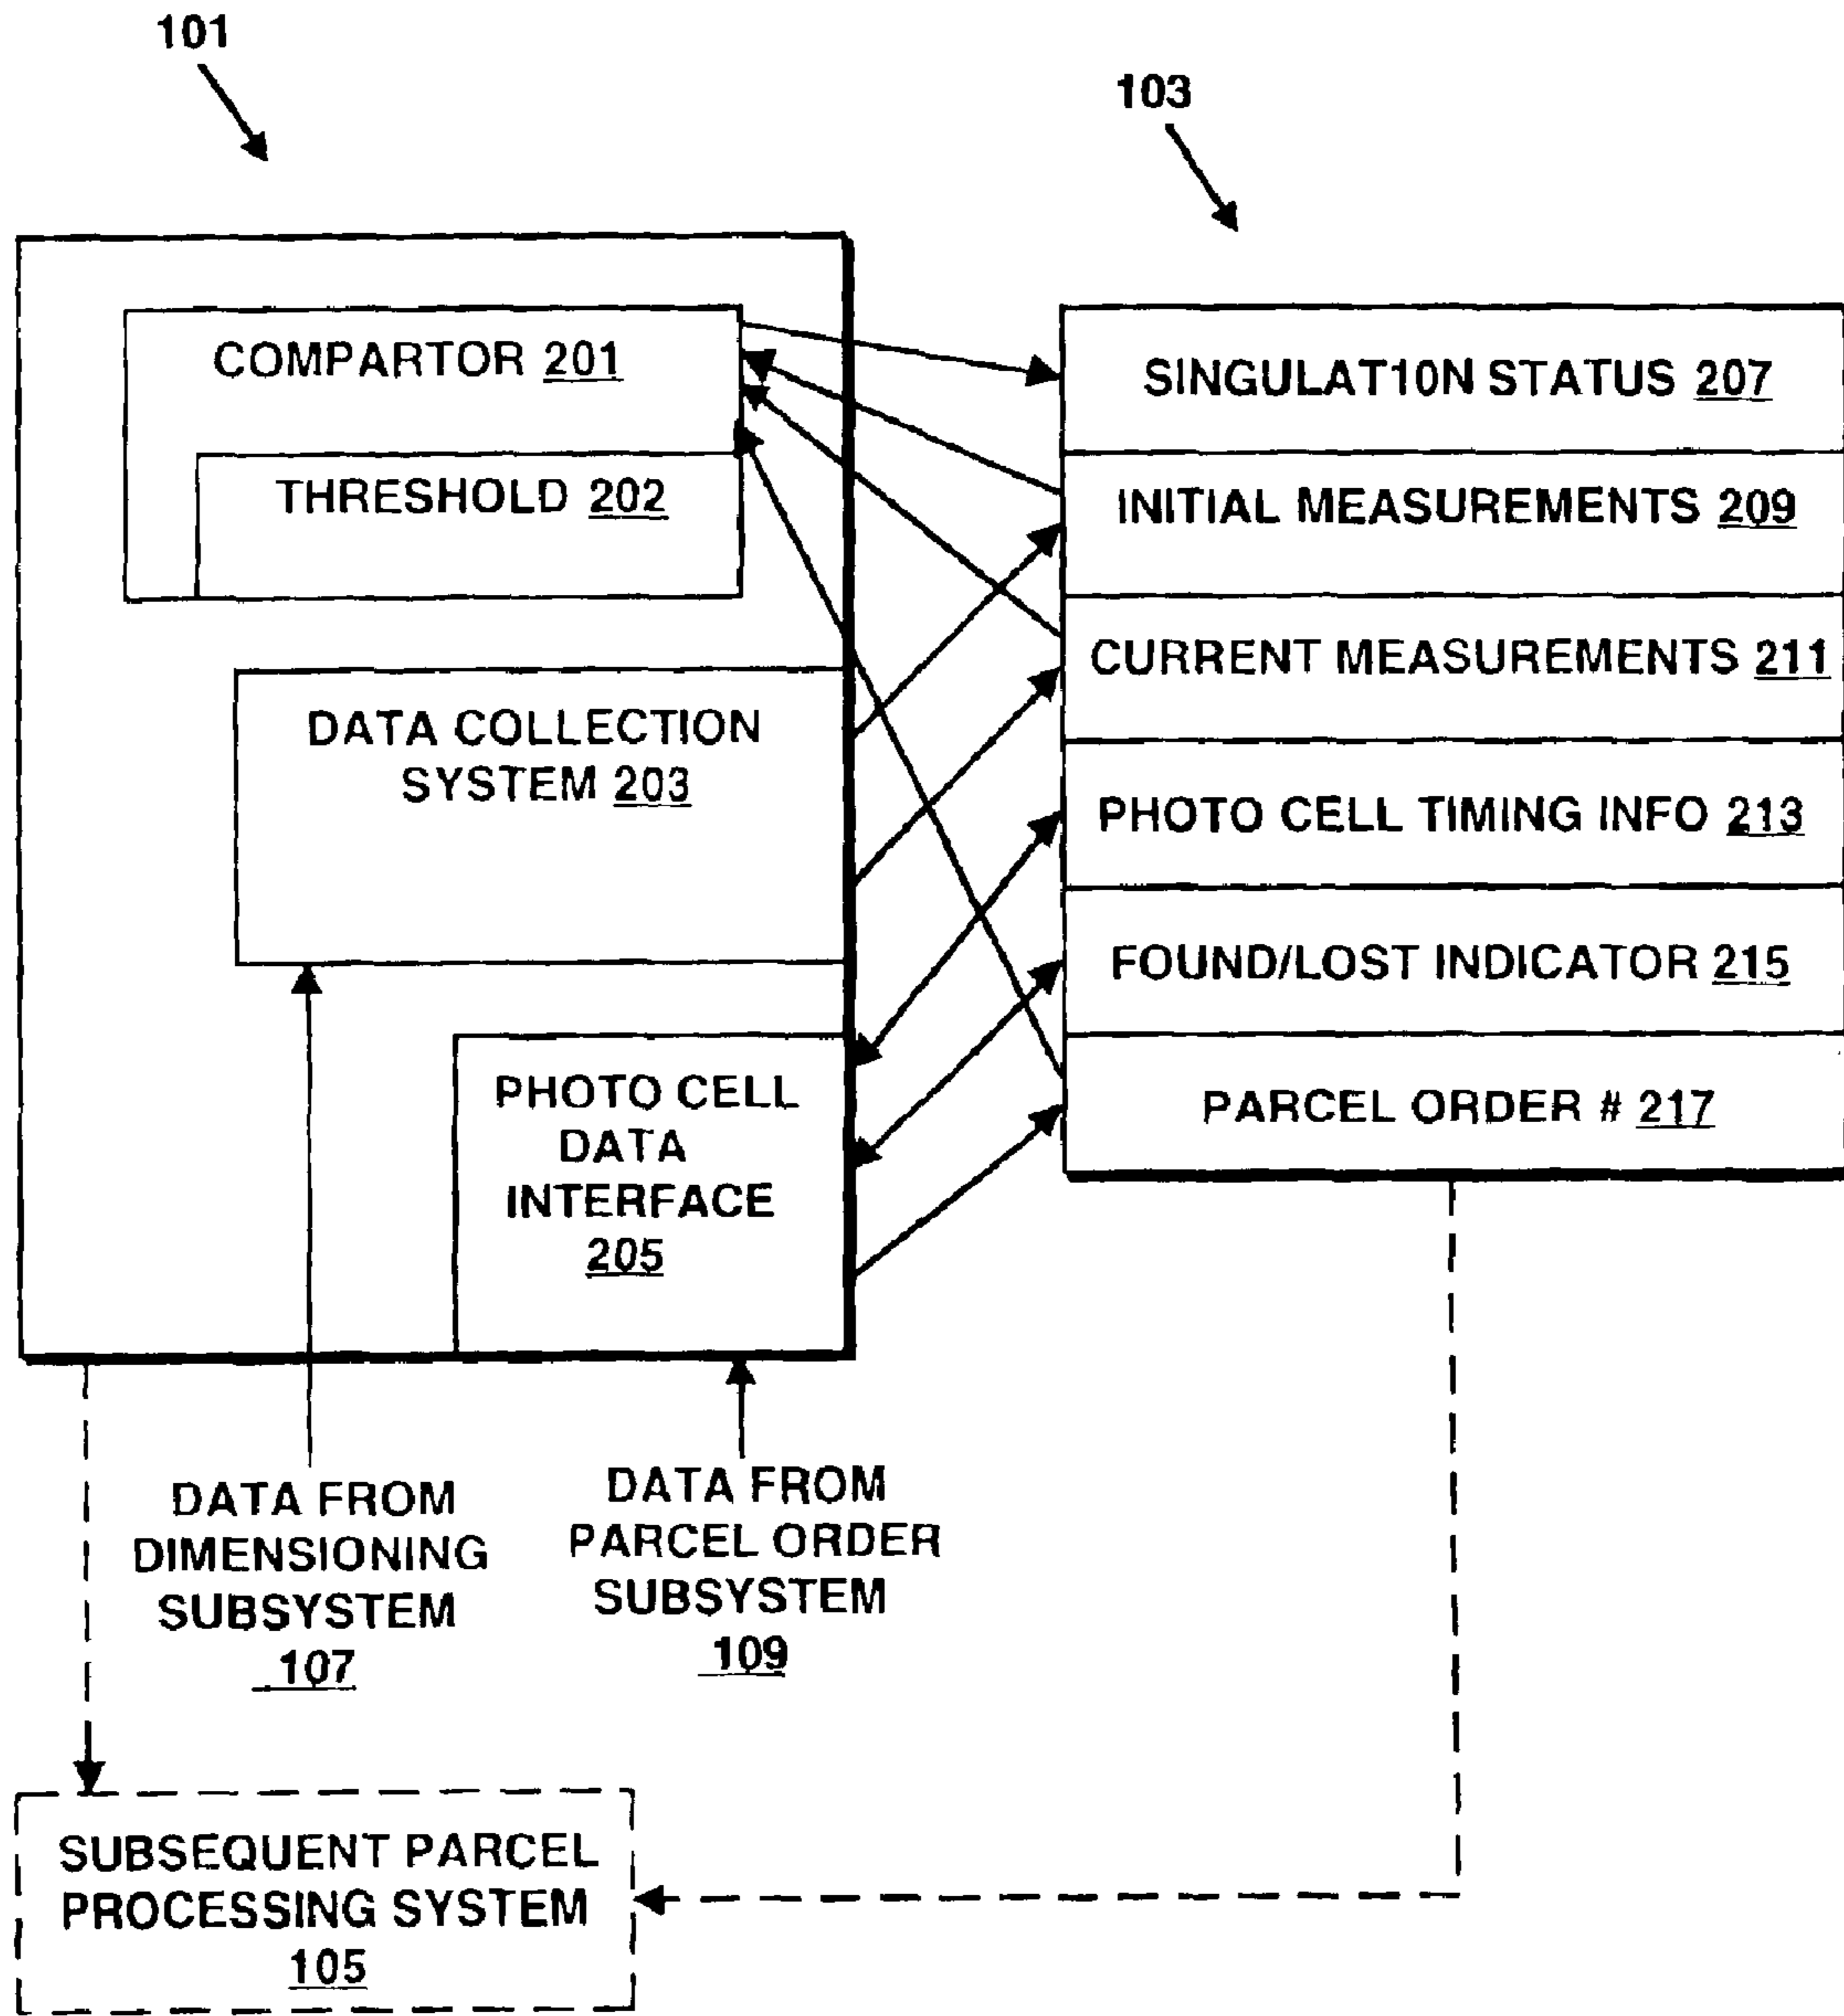 101
103
COMPARTOR 201
THRESHOLD 202
DATA COLLECTION
SYSTEM 203
PHOTO CELL
DATA
INTERFACE
205
SINGULAT10N STATUS 207
INITIAL MEASUREMENTS 209
CURRENT MEASUREMENTS 211
PHOTO CELL TIMING INFO 213
FOUND/LOST INDICATOR 215
PARCEL ORDER # 217
DATA FROM
DIMENSIONING
SUBSYSTEM
107
DATA FROM
PARCEL ORDER
SUBSYSTEM
109
SUBSEQUENT PARCEL
PROCESSING SYSTEM
105